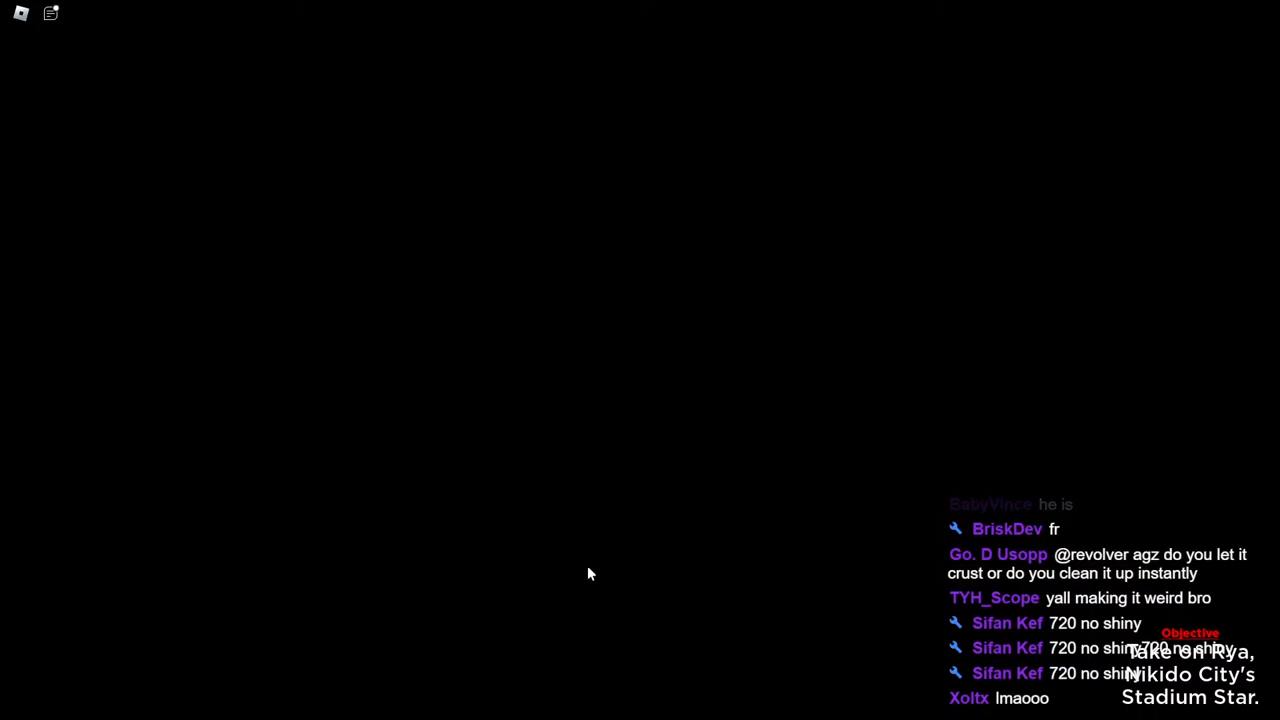 BabyVince he is
BriskDev fr
Go. D Usopp @revolver agz do you let it
crust or do you clean it up instantly
TYH_Scope yall making it weird bro
Sifan Kef 720 no shiny
Objective
Sifan Kef 720 no shiny720 no shiny
Take on Rya,
Sifan Kef 720 no shiny
Nikido City's
Xoltx lmaooo
Stadium Star.